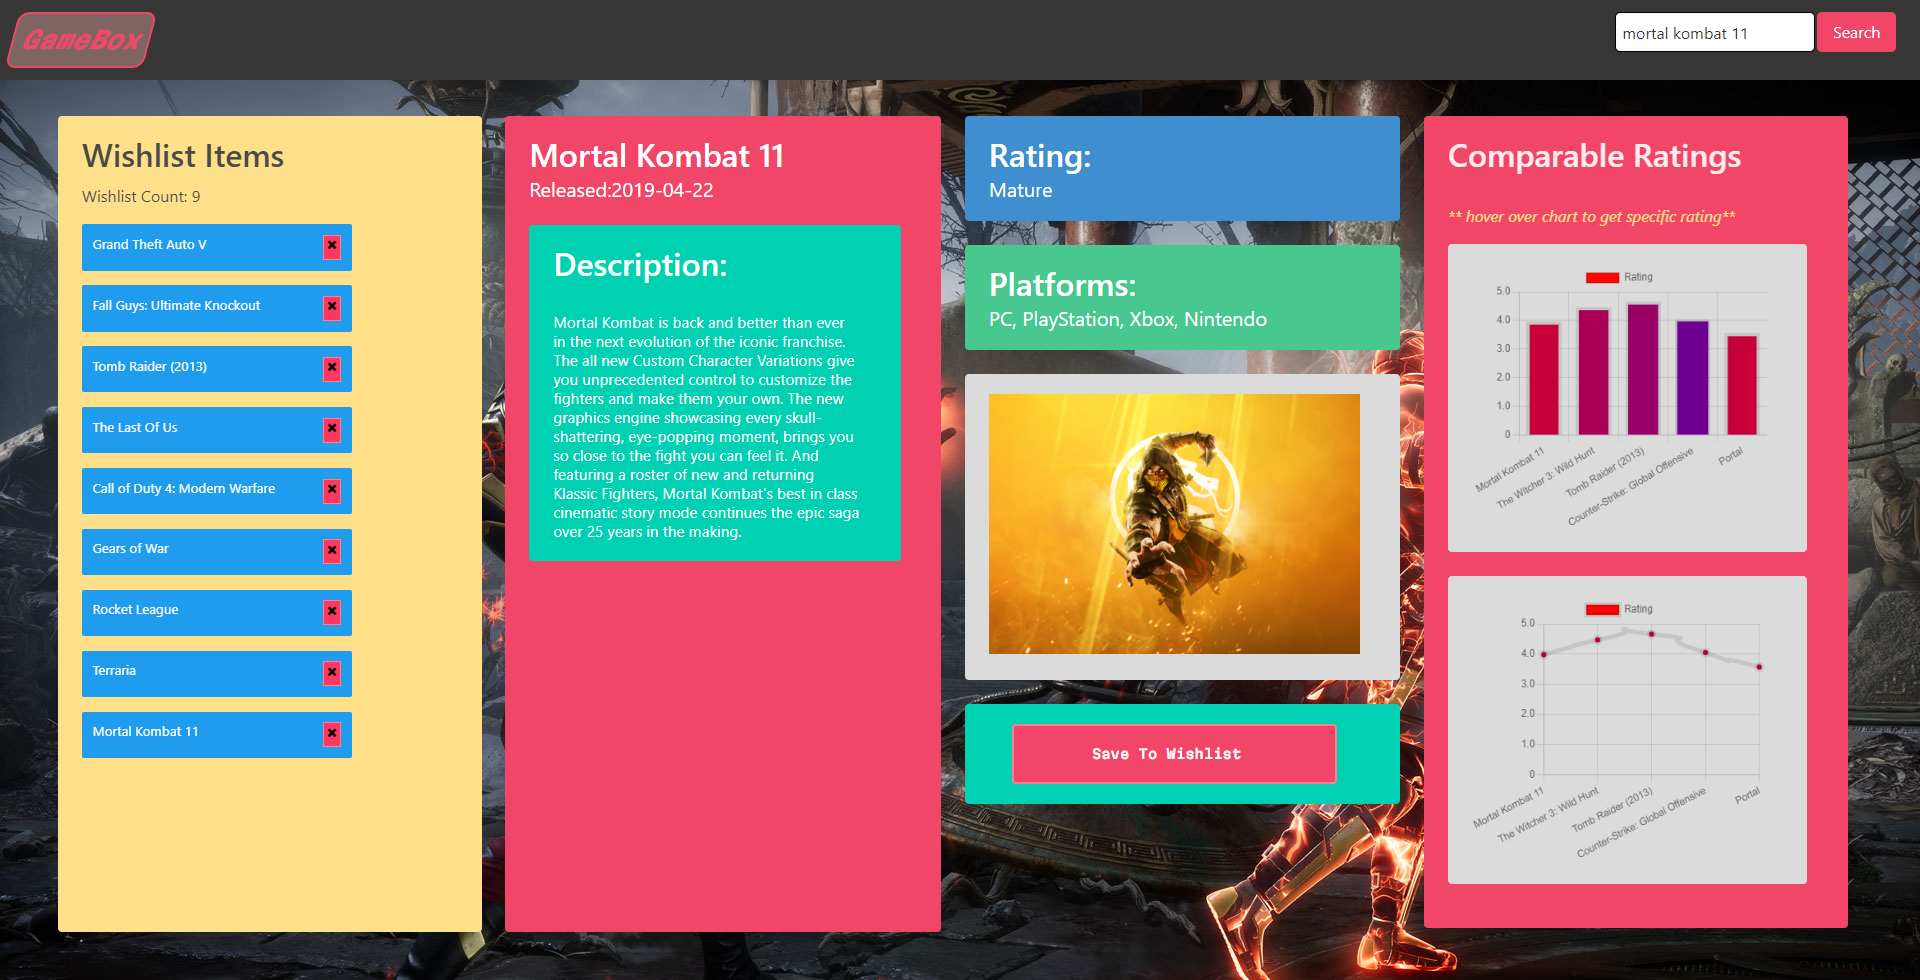 GameBox
mortal kombat 11
Search
Wishlist Items
Wishlist Count: 9
Grand Theft Auto V
Fall Guys: Ultimate Knockout
Tomb Raider (2013)
The Last Of Us
Call of Duty 4: Modern Warfare
Gears of War
Rocket League
Terraria
Mortal Kombat 11
Mortal Kombat 11
Released:2019-04-22
Description:
Mortal Kombat is back and better than ever
in the next evolution of the iconic franchise.
The all new Custom Character Variations give
you unprecedented control to customize the
fighters and make them your own. The new
graphics engine showcasing every skull-
shattering, eye-popping moment, brings you
so close to the fight you can feel it. And
featuring a roster of new and returning
Klassic Fighters, Mortal Kombat's best in class
cinematic story mode continues the epic saga
over 25 years in the making.
Rating:
Mature
Platforms:
PC, PlayStation, Xbox, Nintendo
Save To Wishlist
Comparable Ratings
** hover over chart to get specific rating**
Rating
5.0
4.0
3.0
2.0
1.0
0
Mortal Kombat 11
The Witcher 3: Wild Hunt
Tomb Raider (2013)
Counter-Strike: Global Offensive
Portal
Rating
5.0
4.0
3.0
2.0
1.0
0
Mortal Kombat 11
The Witcher 3: Wild Hunt
Tomb Raider (2013)
Counter-Strike: Global Offensive
Portal